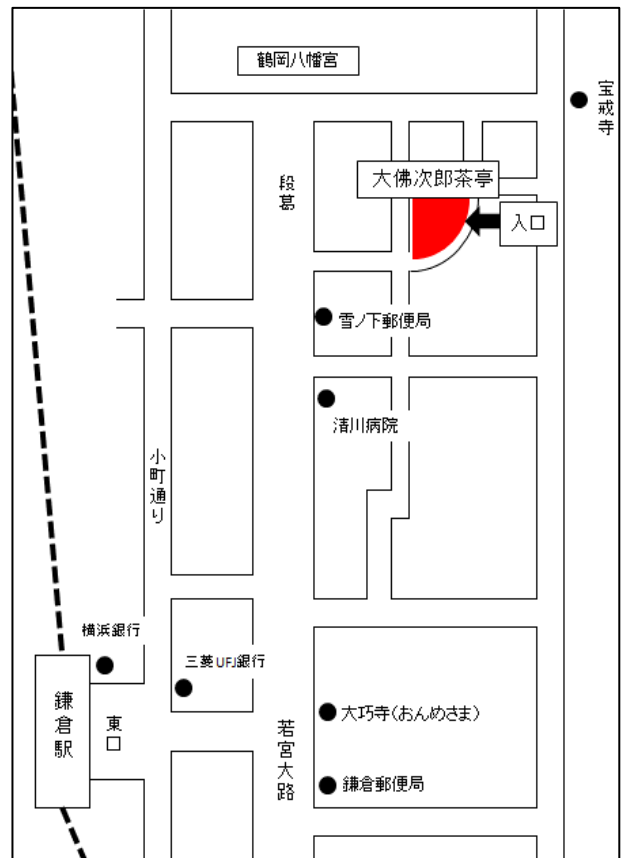 鶴岡八幡宮
宝戒寺
段葛
大佛次郎茶亭
入口
雪ノ下郵便局
清川病院
小町通り
横浜銀行
三菱UFJ銀行
鎌倉駅
東口
若宮大路
大巧寺(おんめさま)
鎌倉郵便局